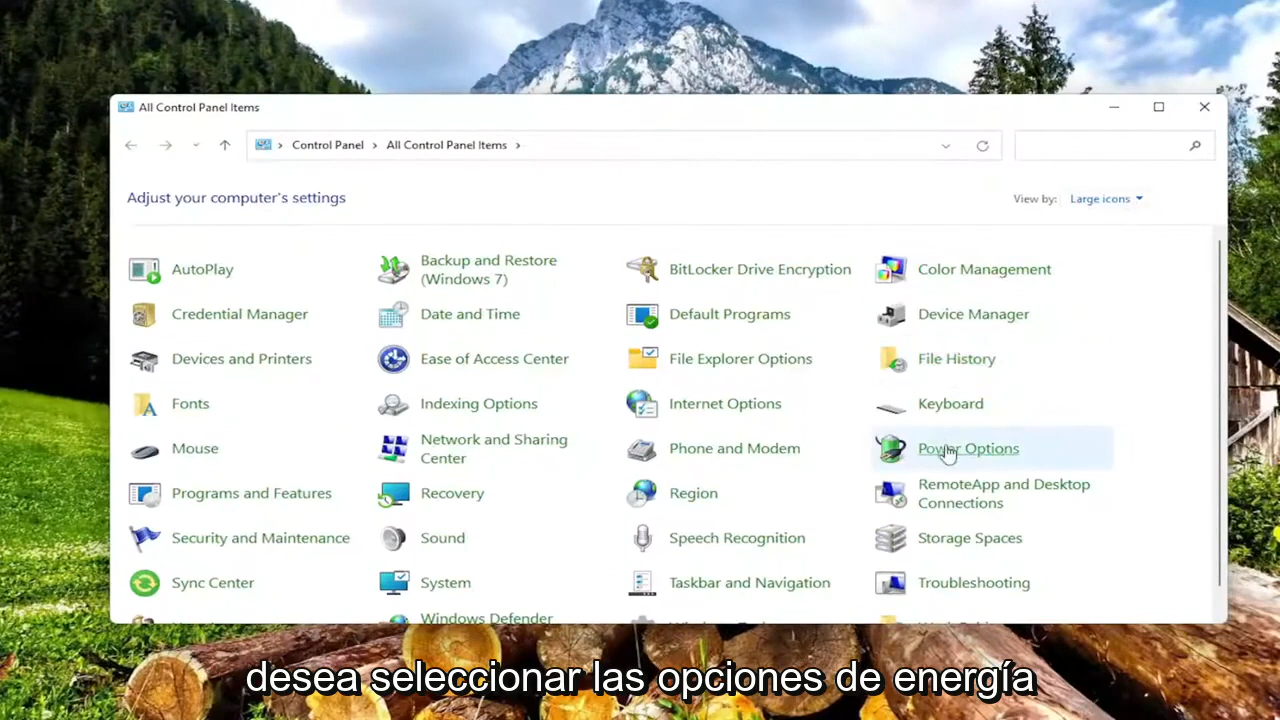 All Control Panel Items
Control Panel > All Control Panel Items >
Adjust your computer's settings
View by: Large icons
AutoPlay
Backup and Restore
(Windows 7)
BitLocker Drive Encryption
Color Management
Credential Manager
Date and Time
Default Programs
Device Manager
Devices and Printers
Ease of Access Center
File Explorer Options
File History
Fonts
Indexing Options
Internet Options
Keyboard
Mouse
Network and Sharing
Center
Phone and Modem
Power Options
Programs and Features
Recovery
Region
RemoteApp and Desktop
Connections
Security and Maintenance
Sound
Speech Recognition
Storage Spaces
Sync Center
System
Taskbar and Navigation
Troubleshooting
Windows Defender
desea seleccionar las opciones de energía